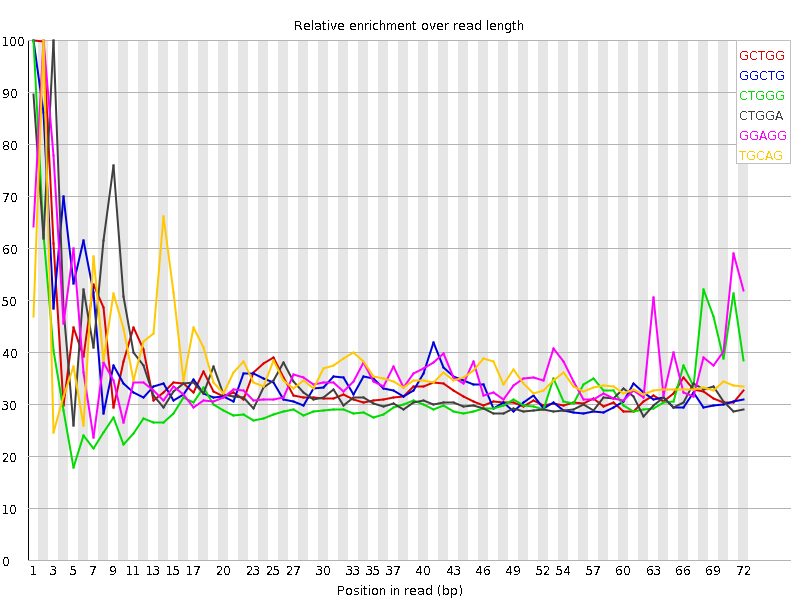 Relative enrichment over read length
100
90
80
70
60
50
40
30
20
10
0
GCTGG
GGCTG
CTGGG
CTGGA
GGAGG
TGCAG
1 3 5 7 9 11 13 15 17 20 23 25 27 30 33 35 37 40 43 46 49 52 54 57 60 63 66 69 72
Position in read (bp)